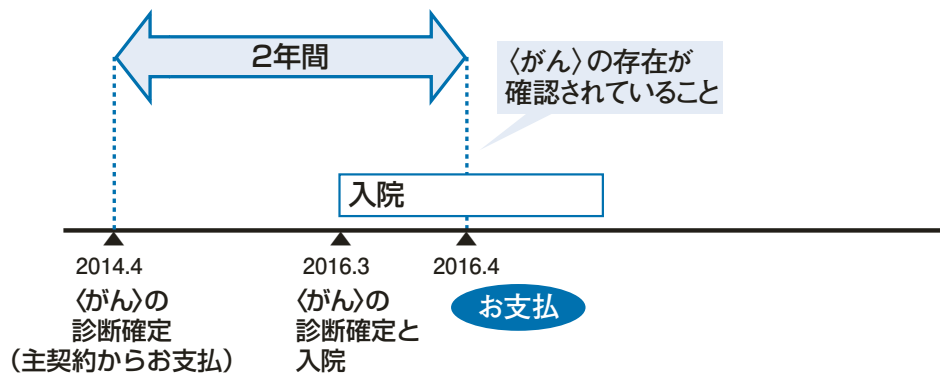 2年間
〈がん〉の存在が
確認されていること
入院
2014.4
〈がん〉の
診断確定
（主契約からお支払）
2016.3
〈がん〉の
診断確定と
入院
2016.4
お支払